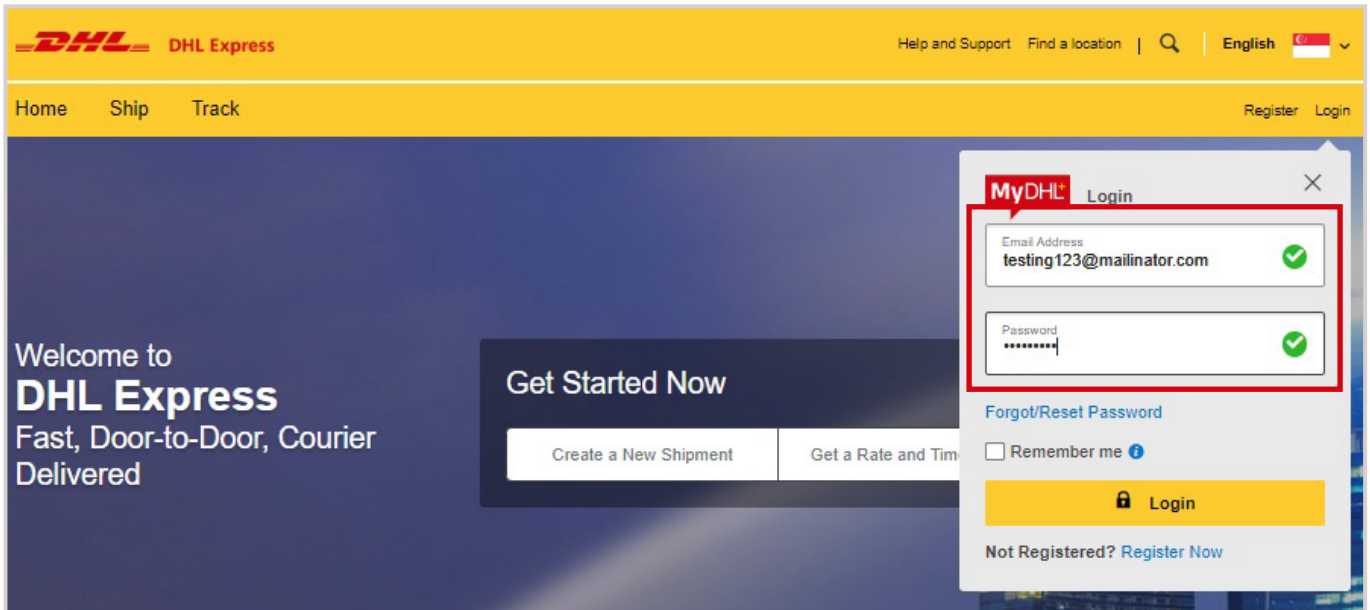 DHL DHL Express Help and Support Find a location | English
Home Ship Track Register Login
MyDHL+ Login
Email Address
testing123@mailinator.com
Password
•••••••••
Welcome to
DHL Express
Fast, Door-to-Door, Courier
Delivered
Get Started Now
Create a New Shipment Get a Rate and Tim
Forgot/Reset Password
Remember me
Login
Not Registered? Register Now